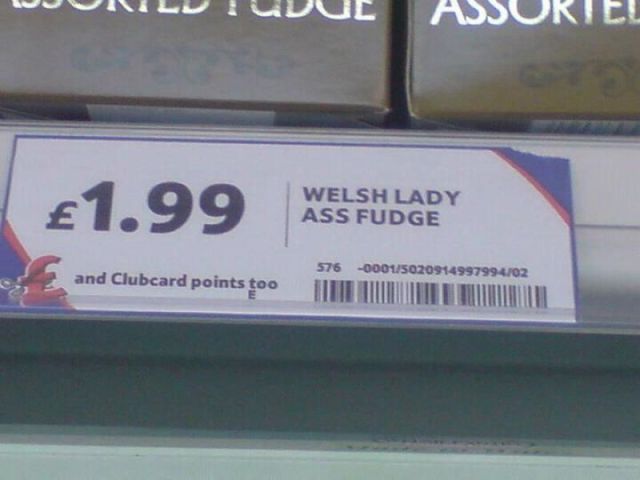 ASSORTED FUDGE
ASSORTED
£1.99
WELSH LADY
ASS FUDGE
576 -0001/5020914997994/02
and Clubcard points too
E
£